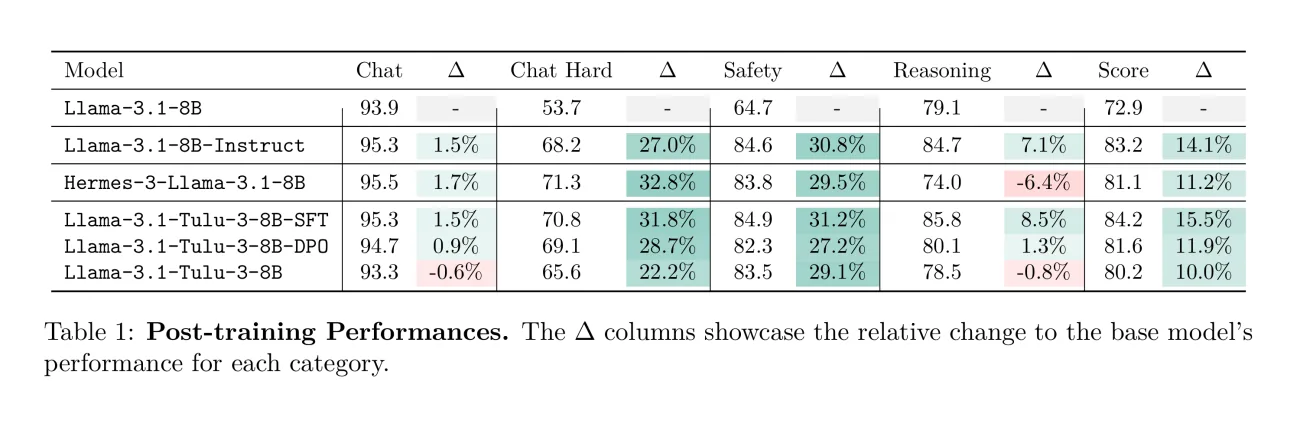 Model Chat Δ Chat Hard Δ Safety Δ Reasoning Δ Score Δ
Llama-3.1-8B 93.9 - 53.7 - 64.7 - 79.1 - 72.9 -
Llama-3.1-8B-Instruct 95.3 1.5% 68.2 27.0% 84.6 30.8% 84.7 7.1% 83.2 14.1%
Hermes-3-Llama-3.1-8B 95.5 1.7% 71.3 32.8% 83.8 29.5% 74.0 -6.4% 81.1 11.2%
Llama-3.1-Tulu-3-8B-SFT 95.3 1.5% 70.8 31.8% 84.9 31.2% 85.8 8.5% 84.2 15.5%
Llama-3.1-Tulu-3-8B-DPO 94.7 0.9% 69.1 28.7% 82.3 27.2% 80.1 1.3% 81.6 11.9%
Llama-3.1-Tulu-3-8B 93.3 -0.6% 65.6 22.2% 83.5 29.1% 78.5 -0.8% 80.2 10.0%
Table 1: Post-training Performances. The Δ columns showcase the relative change to the base model's
performance for each category.